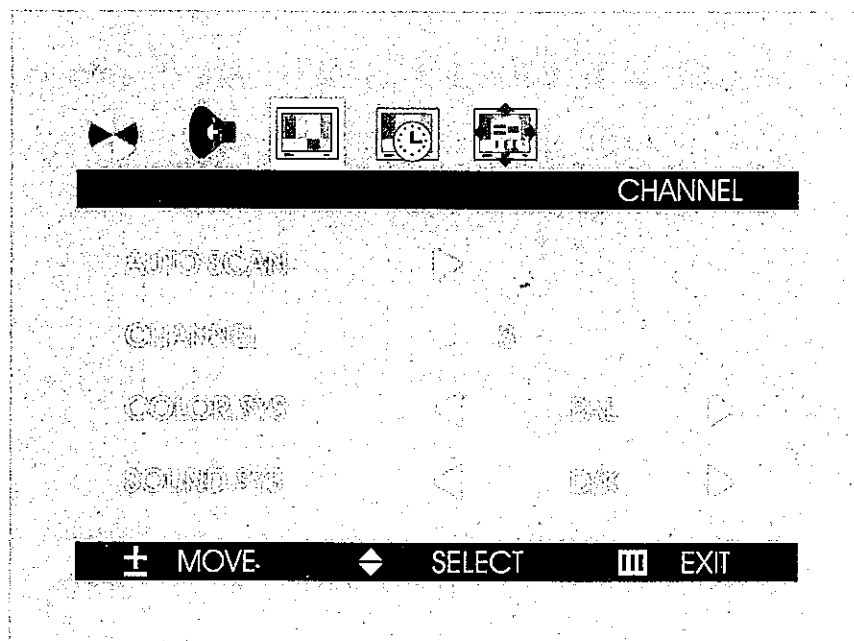 CHANNEL
AUTO SCAN
CHANNEL
COLOR SYS PAL
SOUND SYS D/K
± MOVE SELECT EXIT